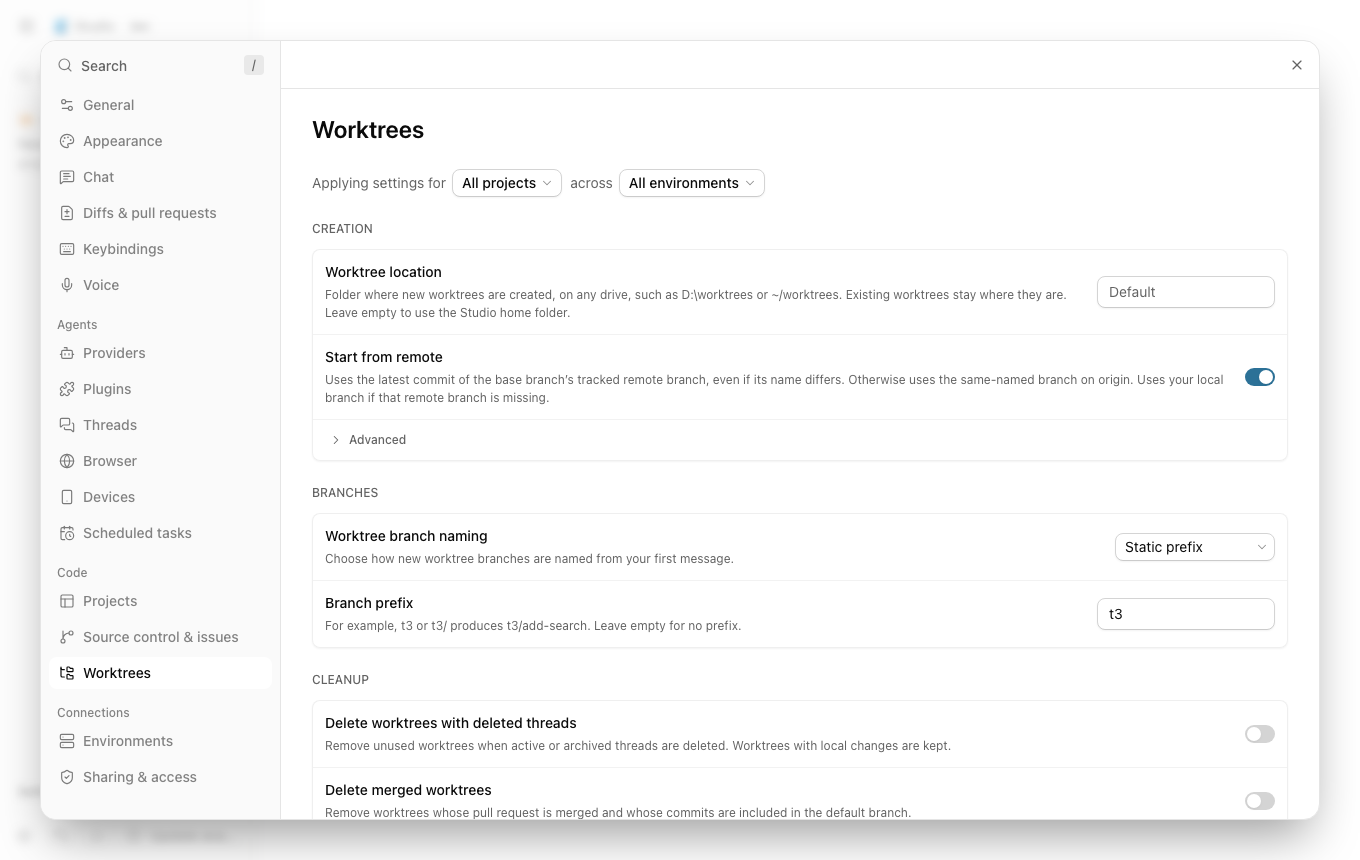 Search
/
General
Appearance
Chat
Diffs & pull requests
Keybindings
Voice
Agents
Providers
Plugins
Threads
Browser
Devices
Scheduled tasks
Code
Projects
Source control & issues
Worktrees
Connections
Environments
Sharing & access
Worktrees
Applying settings for All projects across All environments
CREATION
Worktree location
Folder where new worktrees are created, on any drive, such as D:\worktrees or ~/worktrees. Existing worktrees stay where they are.
Leave empty to use the Studio home folder.
Default
Start from remote
Uses the latest commit of the base branch's tracked remote branch, even if its name differs. Otherwise uses the same-named branch on origin. Uses your local
branch if that remote branch is missing.
Advanced
BRANCHES
Worktree branch naming
Choose how new worktree branches are named from your first message.
Static prefix
Branch prefix
For example, t3 or t3/ produces t3/add-search. Leave empty for no prefix.
t3
CLEANUP
Delete worktrees with deleted threads
Remove unused worktrees when active or archived threads are deleted. Worktrees with local changes are kept.
Delete merged worktrees
Remove worktrees whose pull request is merged and whose commits are included in the default branch.